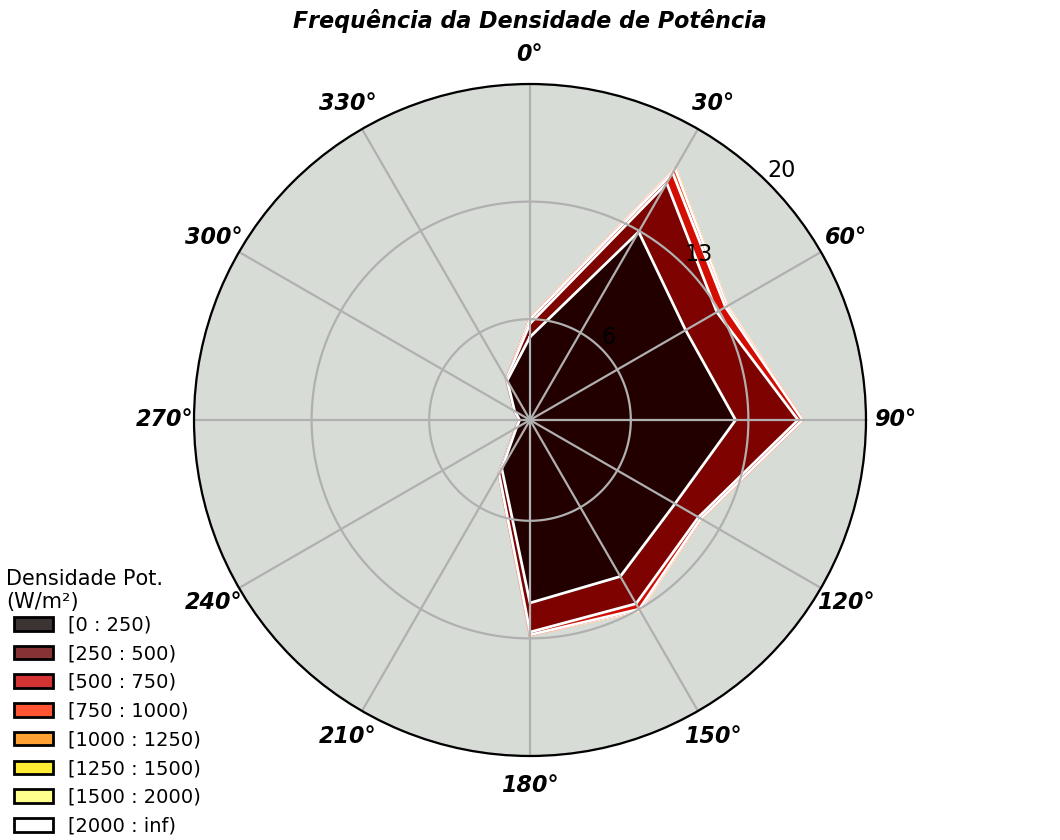 Frequência da Densidade de Potência
0°
330°
30°
20
300°
60°
13
6
270°
90°
240°
120°
210°
150°
180°
Densidade Pot.
(W/m²)
[0 : 250)
[250 : 500)
[500 : 750)
[750 : 1000)
[1000 : 1250)
[1250 : 1500)
[1500 : 2000)
[2000 : inf)